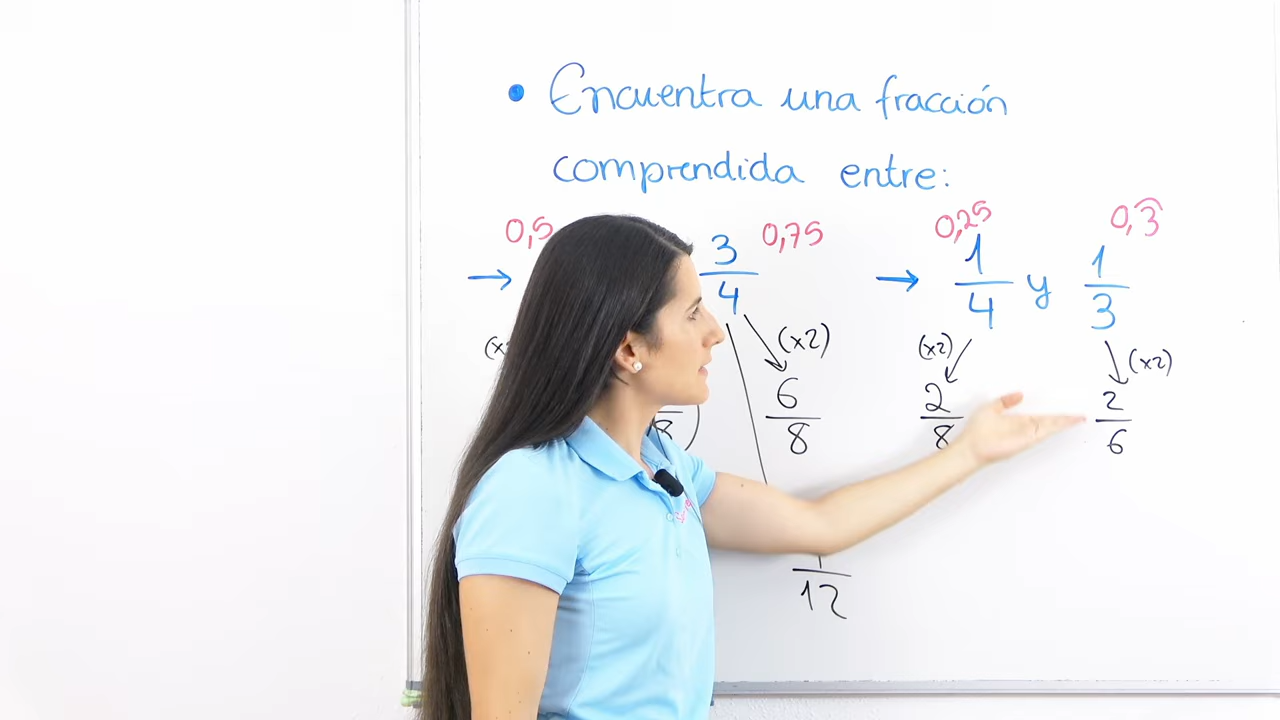 • Encuentra una fracción
comprendida entre:
0,5 0,75 0,25 0,3͡
→ 3/4 → 1/4 y 1/3
(x2) (x2) (x2)
8 6/8 2/8 2/6
12